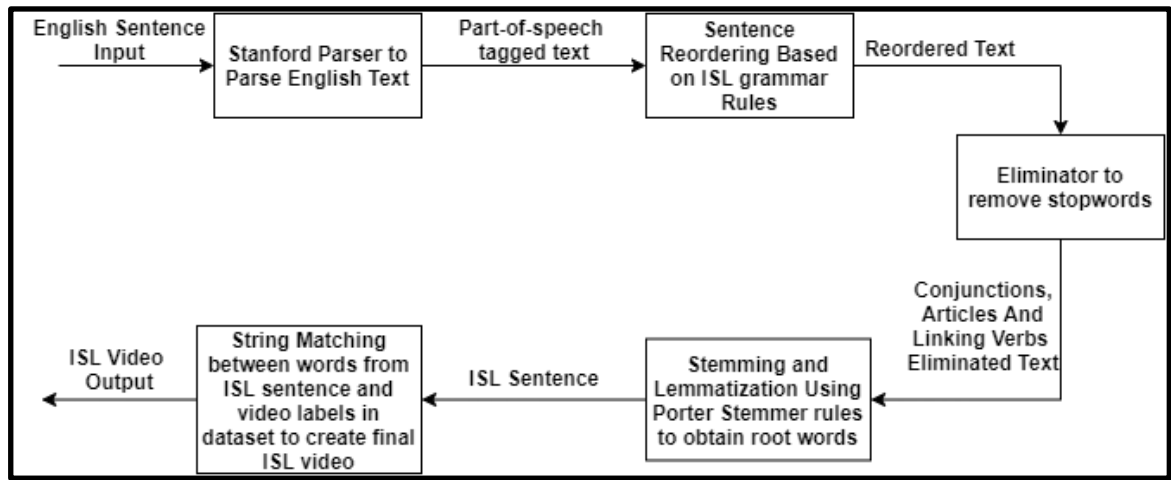 English Sentence
Input
Stanford Parser to
Parse English Text
Part-of-speech
tagged text
Sentence
Reordering Based
on ISL grammar
Rules
Reordered Text
Eliminator to
remove stopwords
Conjunctions,
Articles And
Linking Verbs
Eliminated Text
Stemming and
Lemmatization Using
Porter Stemmer rules
to obtain root words
ISL Sentence
String Matching
between words from
ISL sentence and
video labels in
dataset to create final
ISL video
ISL Video
Output